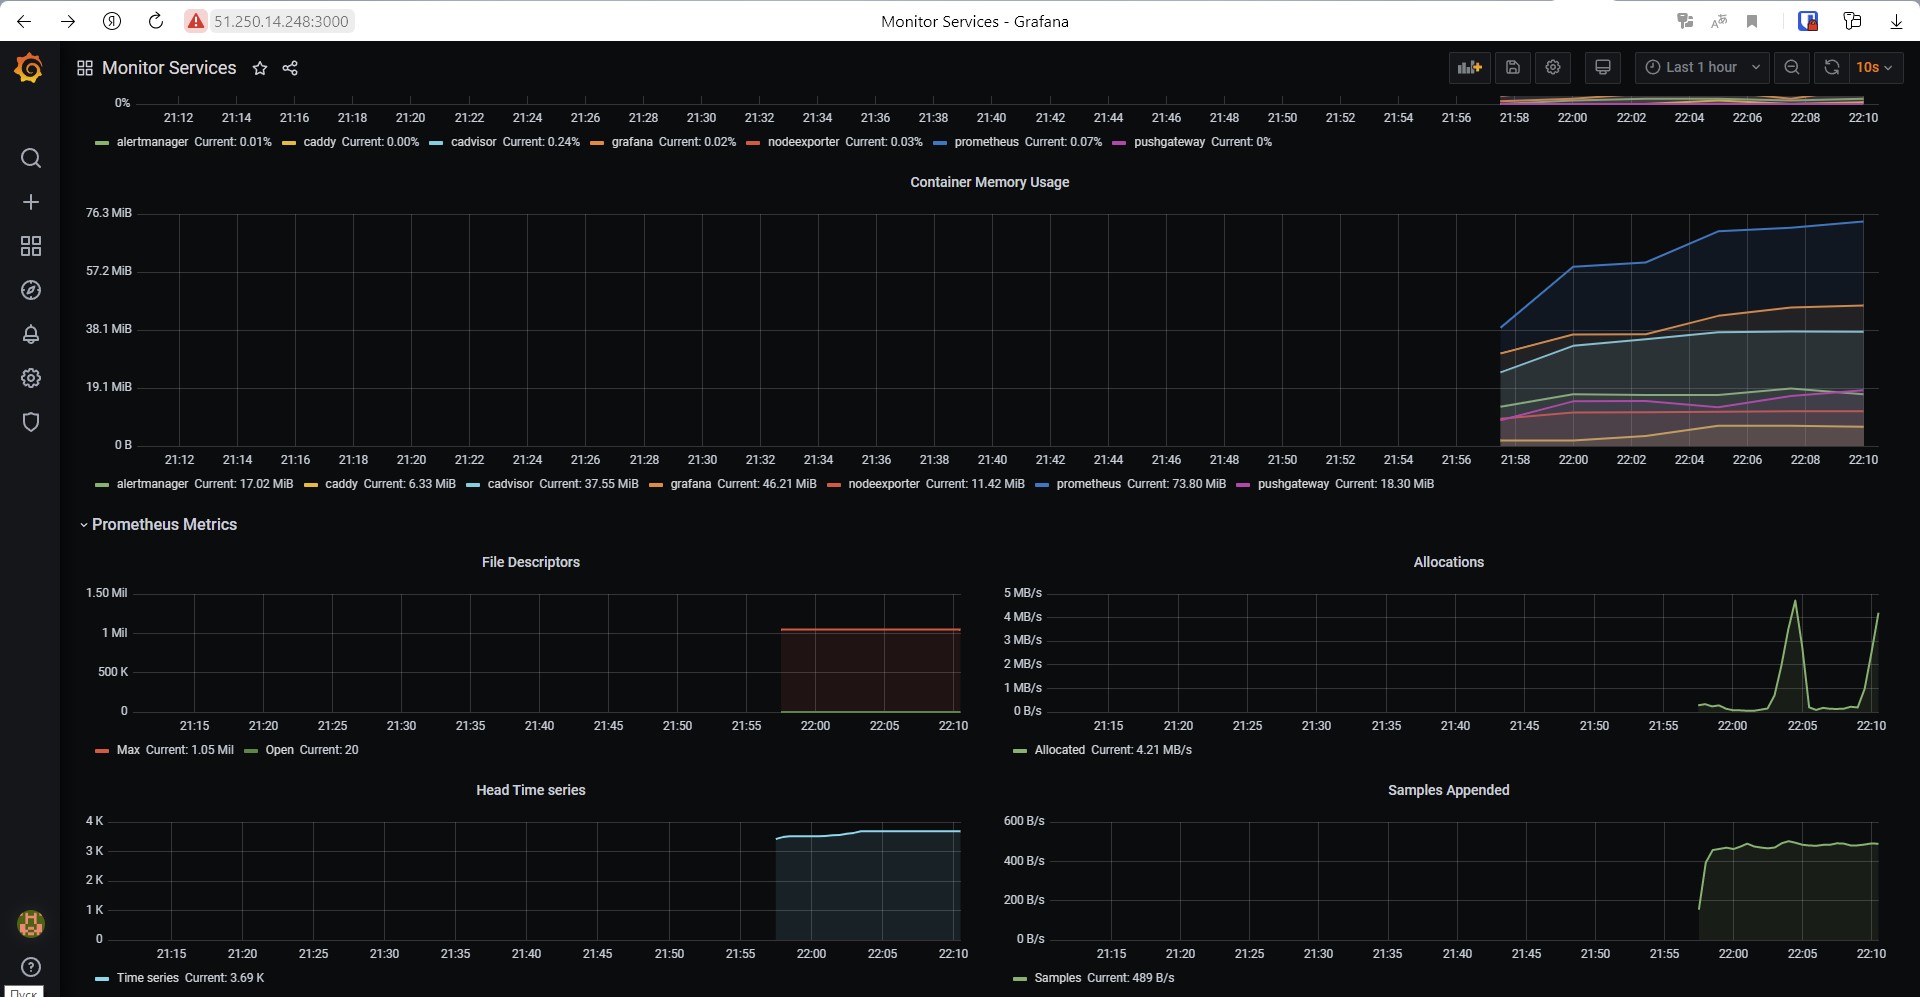 51.250.14.248:3000
Monitor Services - Grafana
Monitor Services
Last 1 hour
10s
0%
21:12 21:14 21:16 21:18 21:20 21:22 21:24 21:26 21:28 21:30 21:32 21:34 21:36 21:38 21:40 21:42 21:44 21:46 21:48 21:50 21:52 21:54 21:56 21:58 22:00 22:02 22:04 22:06 22:08 22:10
alertmanager Current: 0.01% caddy Current: 0.00% cadvisor Current: 0.24% grafana Current: 0.02% nodeexporter Current: 0.03% prometheus Current: 0.07% pushgateway Current: 0%
Container Memory Usage
76.3 MiB
57.2 MiB
38.1 MiB
19.1 MiB
0 B
21:12 21:14 21:16 21:18 21:20 21:22 21:24 21:26 21:28 21:30 21:32 21:34 21:36 21:38 21:40 21:42 21:44 21:46 21:48 21:50 21:52 21:54 21:56 21:58 22:00 22:02 22:04 22:06 22:08 22:10
alertmanager Current: 17.02 MiB caddy Current: 6.33 MiB cadvisor Current: 37.55 MiB grafana Current: 46.21 MiB nodeexporter Current: 11.42 MiB prometheus Current: 73.80 MiB pushgateway Current: 18.30 MiB
Prometheus Metrics
File Descriptors
1.50 Mil
1 Mil
500 K
0
21:15 21:20 21:25 21:30 21:35 21:40 21:45 21:50 21:55 22:00 22:05 22:10
Max Current: 1.05 Mil Open Current: 20
Allocations
5 MB/s
4 MB/s
3 MB/s
2 MB/s
1 MB/s
0 B/s
21:15 21:20 21:25 21:30 21:35 21:40 21:45 21:50 21:55 22:00 22:05 22:10
Allocated Current: 4.21 MB/s
Head Time series
4 K
3 K
2 K
1 K
0
21:15 21:20 21:25 21:30 21:35 21:40 21:45 21:50 21:55 22:00 22:05 22:10
Time series Current: 3.69 K
Samples Appended
600 B/s
400 B/s
200 B/s
0 B/s
21:15 21:20 21:25 21:30 21:35 21:40 21:45 21:50 21:55 22:00 22:05 22:10
Samples Current: 489 B/s
Пуск